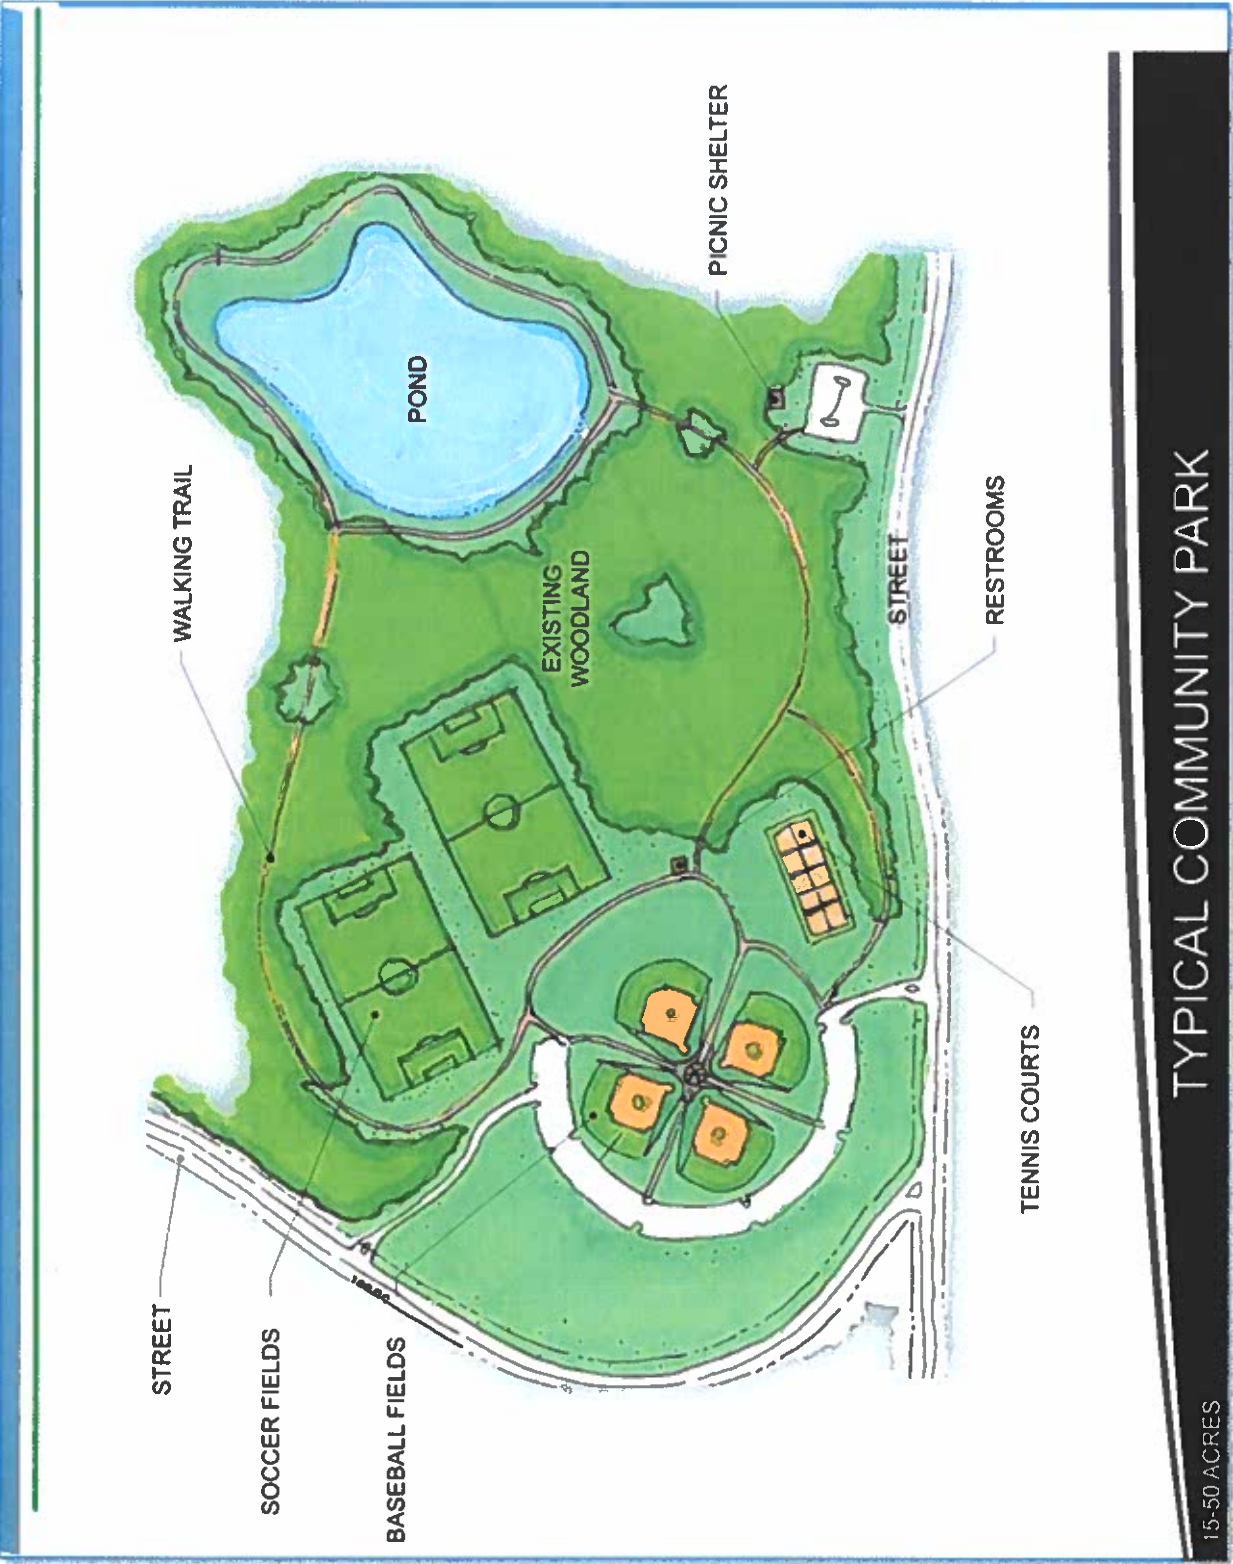 STREET
SOCCER FIELDS
BASEBALL FIELDS
WALKING TRAIL
POND
PICNIC SHELTER
EXISTING
WOODLAND
STREET
RESTROOMS
TENNIS COURTS
TYPICAL COMMUNITY PARK
15-50 ACRES